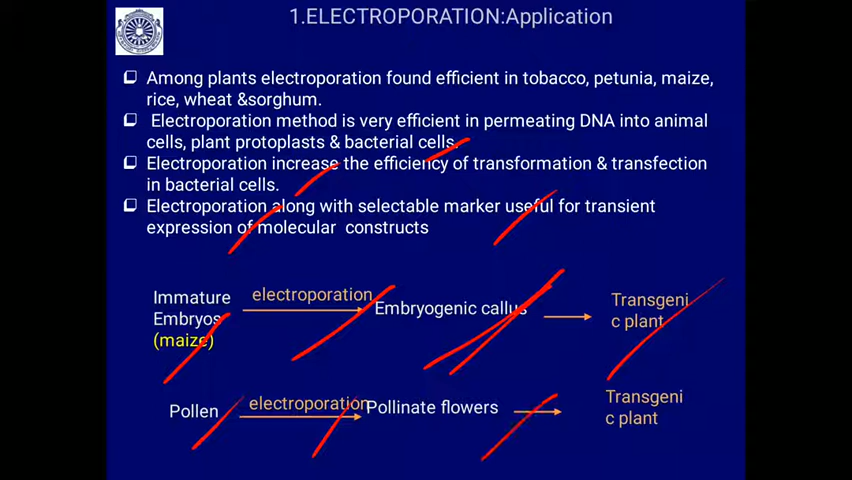 1.ELECTROPORATION:Application
Among plants electroporation found efficient in tobacco, petunia, maize,
rice, wheat &sorghum.
Electroporation method is very efficient in permeating DNA into animal
cells, plant protoplasts & bacterial cells.
Electroporation increase the efficiency of transformation & transfection
in bacterial cells.
Electroporation along with selectable marker useful for transient
expression of molecular constructs
Immature
Embryos
(maize)
electroporation
Embryogenic callus
Transgeni
c plant
Pollen
electroporation
Pollinate flowers
Transgeni
c plant